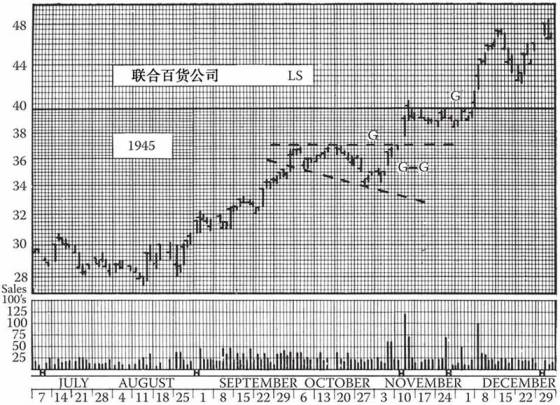 48
44
联合百货公司 LS
G
40
G
38
1945
36
G G
34
30
28
Sales
100's
125
100
75
50
25
H H H H H
JULY AUGUST SEPTEMBER OCTOBER NOVEMBER DECEMBER
7 14 21 28 4 11 18 25 1 8 15 22 29 6 13 20 27 3 10 17 24 1 8 15 22 29